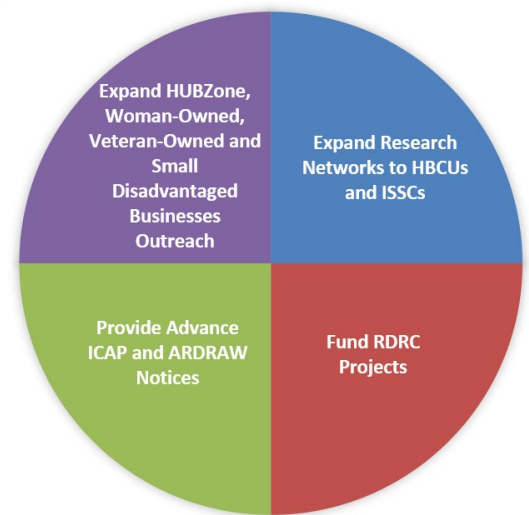 Expand HUBZone,
Woman-Owned,
Veteran-Owned and
Small
Disadvantaged
Businesses
Outreach
Expand Research
Networks to HBCUs
and ISSCs
Provide Advance
ICAP and ARDRAW
Notices
Fund RDRC
Projects